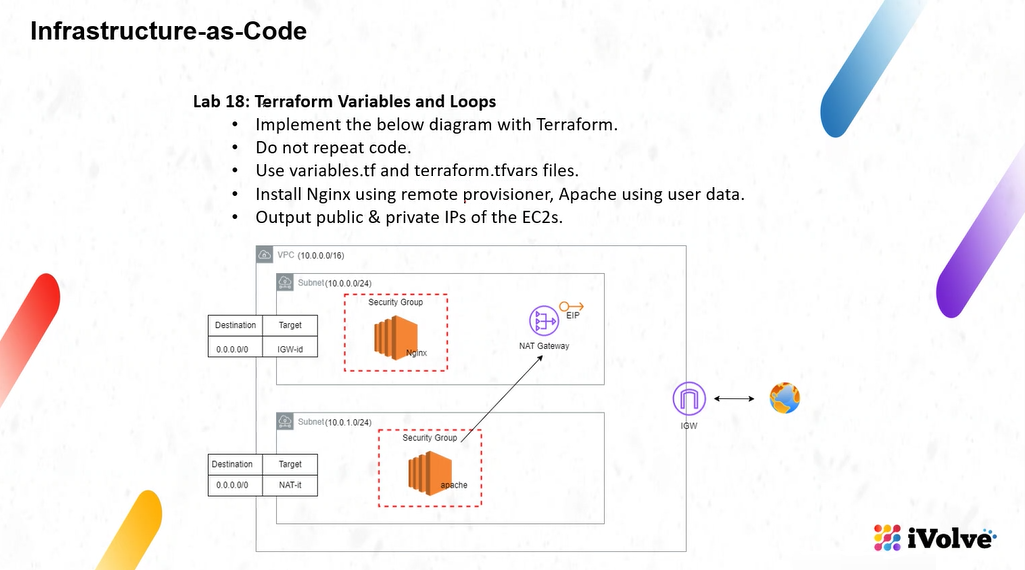 Infrastructure-as-Code
Lab 18: Terraform Variables and Loops
• Implement the below diagram with Terraform.
• Do not repeat code.
• Use variables.tf and terraform.tfvars files.
• Install Nginx using remote provisioner, Apache using user data.
• Output public & private IPs of the EC2s.
VPC (10.0.0.0/16)
Subnet(10.0.0.0/24)
Security Group
Nginx
EIP
NAT Gateway
Destination Target
0.0.0.0/0 IGW-id
IGW
Subnet(10.0.1.0/24)
Security Group
apache
Destination Target
0.0.0.0/0 NAT-it
iVolve